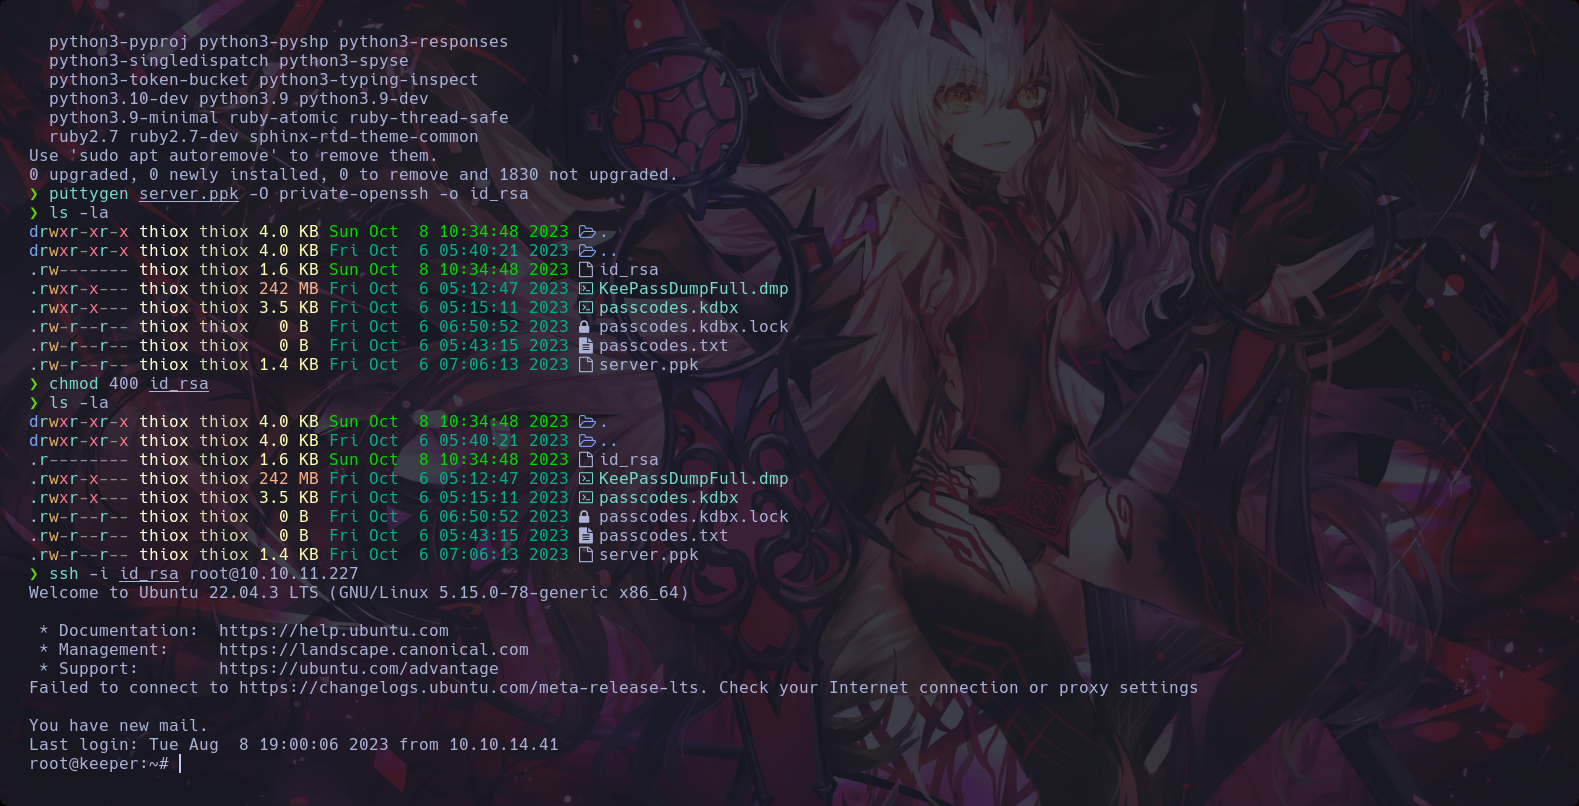 python3-pyproj python3-pyshp python3-responses
python3-singledispatch python3-spyse
python3-token-bucket python3-typing-inspect
python3.10-dev python3.9 python3.9-dev
python3.9-minimal ruby-atomic ruby-thread-safe
ruby2.7 ruby2.7-dev sphinx-rtd-theme-common
Use 'sudo apt autoremove' to remove them.
0 upgraded, 0 newly installed, 0 to remove and 1830 not upgraded.
❯ puttygen server.ppk -O private-openssh -o id_rsa
❯ ls -la
drwxr-xr-x thiox thiox 4.0 KB Sun Oct  8 10:34:48 2023 .
drwxr-xr-x thiox thiox 4.0 KB Fri Oct  6 05:40:21 2023 ..
.rw------- thiox thiox 1.6 KB Sun Oct  8 10:34:48 2023 id_rsa
.rwxr-x--- thiox thiox 242 MB Fri Oct  6 05:12:47 2023 KeePassDumpFull.dmp
.rwxr-x--- thiox thiox 3.5 KB Fri Oct  6 05:15:11 2023 passcodes.kdbx
.rw-r--r-- thiox thiox   0 B  Fri Oct  6 06:50:52 2023 passcodes.kdbx.lock
.rw-r--r-- thiox thiox   0 B  Fri Oct  6 05:43:15 2023 passcodes.txt
.rw-r--r-- thiox thiox 1.4 KB Fri Oct  6 07:06:13 2023 server.ppk
❯ chmod 400 id_rsa
❯ ls -la
drwxr-xr-x thiox thiox 4.0 KB Sun Oct  8 10:34:48 2023 .
drwxr-xr-x thiox thiox 4.0 KB Fri Oct  6 05:40:21 2023 ..
.r-------- thiox thiox 1.6 KB Sun Oct  8 10:34:48 2023 id_rsa
.rwxr-x--- thiox thiox 242 MB Fri Oct  6 05:12:47 2023 KeePassDumpFull.dmp
.rwxr-x--- thiox thiox 3.5 KB Fri Oct  6 05:15:11 2023 passcodes.kdbx
.rw-r--r-- thiox thiox   0 B  Fri Oct  6 06:50:52 2023 passcodes.kdbx.lock
.rw-r--r-- thiox thiox   0 B  Fri Oct  6 05:43:15 2023 passcodes.txt
.rw-r--r-- thiox thiox 1.4 KB Fri Oct  6 07:06:13 2023 server.ppk
❯ ssh -i id_rsa root@10.10.11.227
Welcome to Ubuntu 22.04.3 LTS (GNU/Linux 5.15.0-78-generic x86_64)
* Documentation:  https://help.ubuntu.com
* Management:     https://landscape.canonical.com
* Support:        https://ubuntu.com/advantage
Failed to connect to https://changelogs.ubuntu.com/meta-release-lts. Check your Internet connection or proxy settings
You have new mail.
Last login: Tue Aug  8 19:00:06 2023 from 10.10.14.41
root@keeper:~#